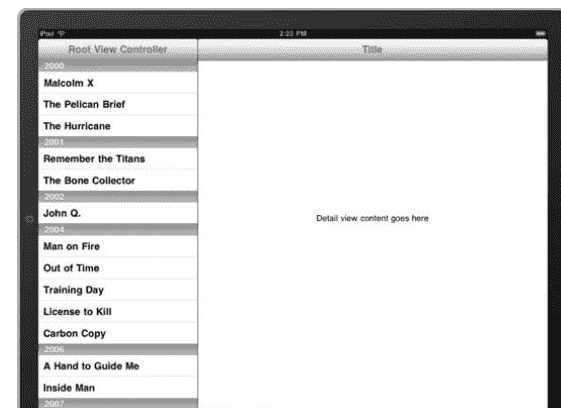 iPad 2:23 PM
Root View Controller Title
2000
Malcolm X
The Pelican Brief
The Hurricane
2001
Remember the Titans
The Bone Collector
2002
John Q.
Detail view content goes here
2004
Man on Fire
Out of Time
Training Day
License to Kill
Carbon Copy
2006
A Hand to Guide Me
Inside Man
2007